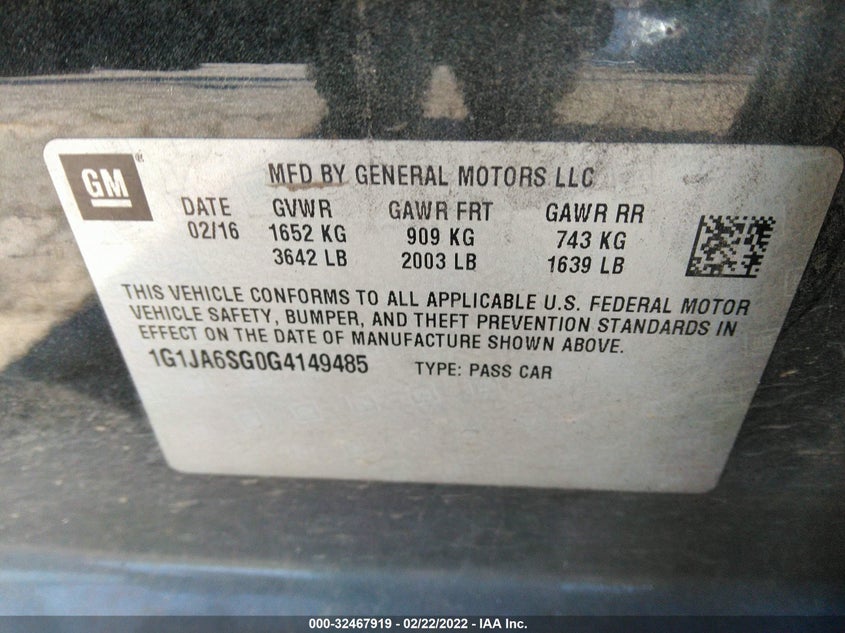 GM®
MFD BY GENERAL MOTORS LLC
DATE GVWR GAWR FRT GAWR RR
02/16 1652 KG 909 KG 743 KG
3642 LB 2003 LB 1639 LB
THIS VEHICLE CONFORMS TO ALL APPLICABLE U.S. FEDERAL MOTOR
VEHICLE SAFETY, BUMPER, AND THEFT PREVENTION STANDARDS IN
EFFECT ON THE DATE OF MANUFACTURE SHOWN ABOVE.
1G1JA6SG0G4149485 TYPE: PASS CAR
000-32467919 - 02/22/2022 - IAA Inc.